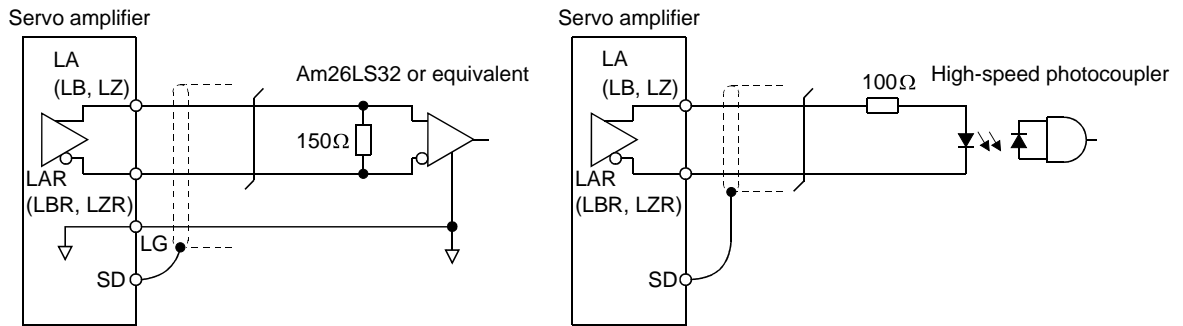 Servo amplifier
LA
(LB, LZ)
Am26LS32 or equivalent
150Ω
LAR
(LBR, LZR)
LG
SD
Servo amplifier
LA
(LB, LZ)
100Ω
High-speed photocoupler
LAR
(LBR, LZR)
SD